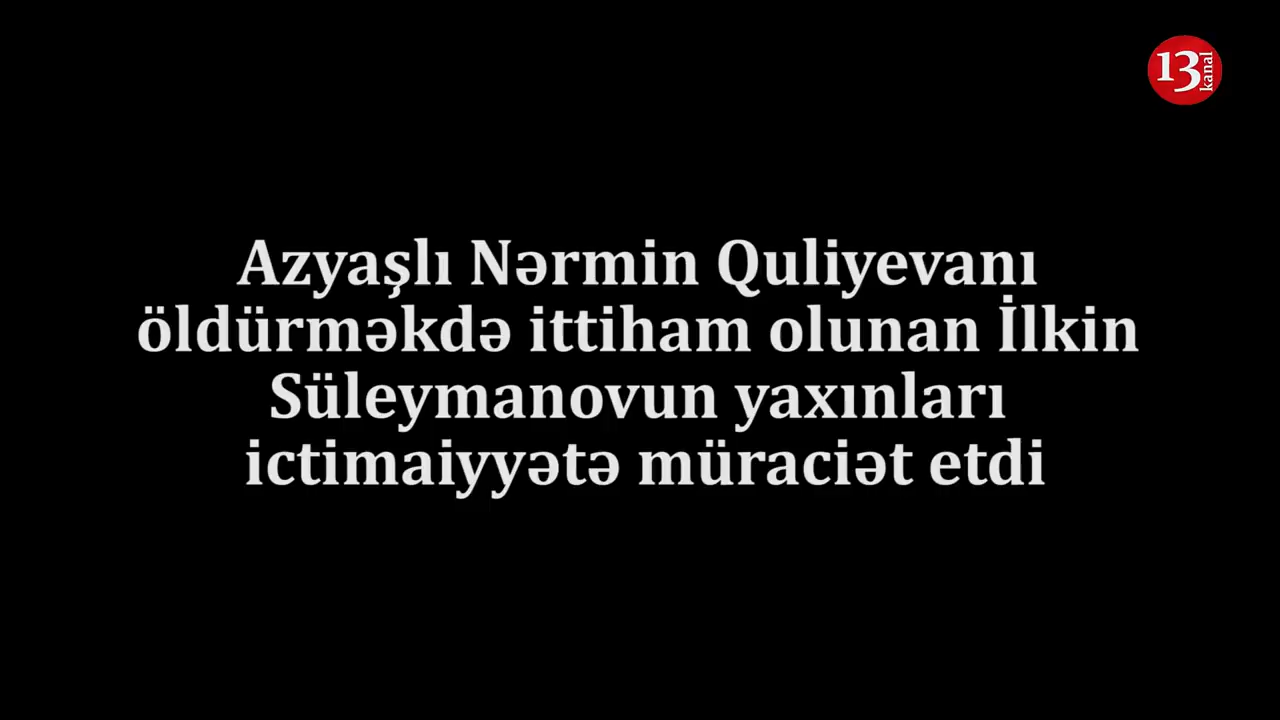 13 kanal
Azyaşlı Nərmin Quliyevanı
öldürməkdə ittiham olunan İlkin
Süleymanovun yaxınları
ictimaiyyətə müraciət etdi